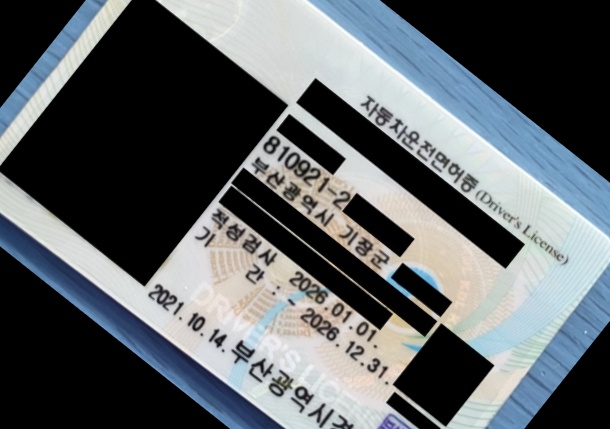 자동차운전면허증 (Driver's License)
810921-2
부산광역시 기장군
적성검사 2026.01.01.
기 간 : ~ 2026.12.31.
2021.10.14. 부산광역시경
DRIVER'S LICE